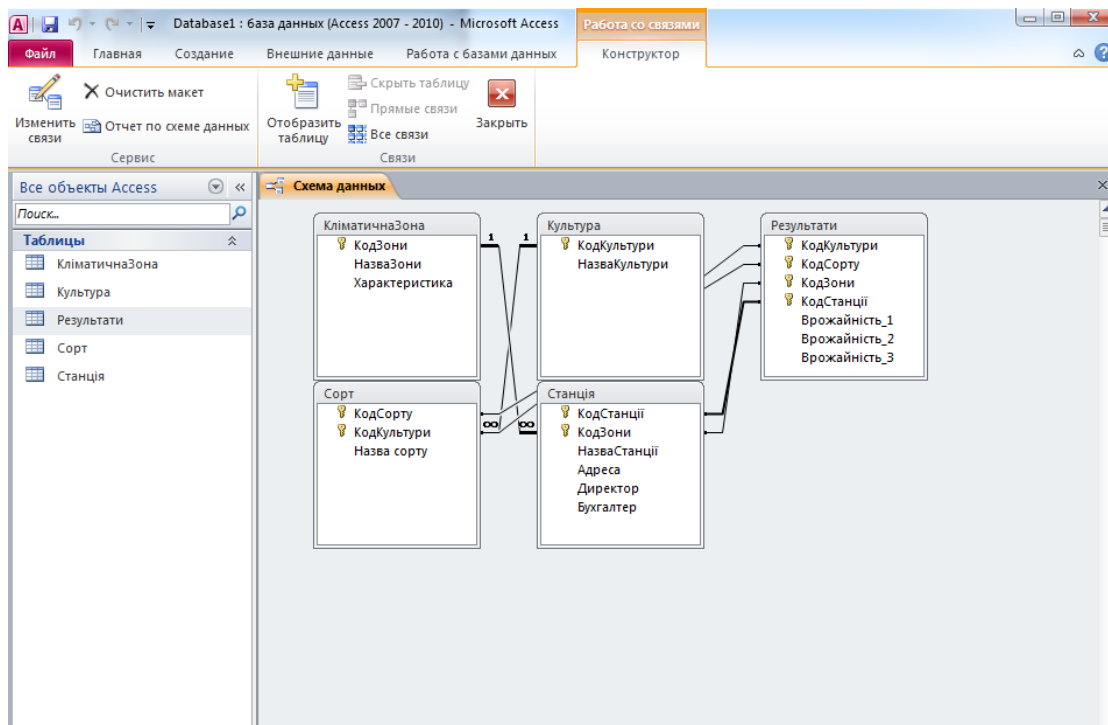 Database1 : база данных (Access 2007 - 2010) - Microsoft Access
Работа со связями
Файл
Главная
Создание
Внешние данные
Работа с базами данных
Конструктор
Изменить связи
Очистить макет
Отчет по схеме данных
Сервис
Отобразить таблицу
Скрыть таблицу
Прямые связи
Все связи
Закрыть
Связи
Все объекты Access
Поиск...
Таблицы
КліматичнаЗона
Культура
Результати
Сорт
Станція
Схема данных
КліматичнаЗона
КодЗони
НазваЗони
Характеристика
1
1
Культура
КодКультури
НазваКультури
Результати
КодКультури
КодСорту
КодЗони
КодСтанції
Врожайність_1
Врожайність_2
Врожайність_3
Сорт
КодСорту
КодКультури
Назва сорту
∞
∞
Станція
КодСтанції
КодЗони
НазваСтанції
Адреса
Директор
Бухгалтер